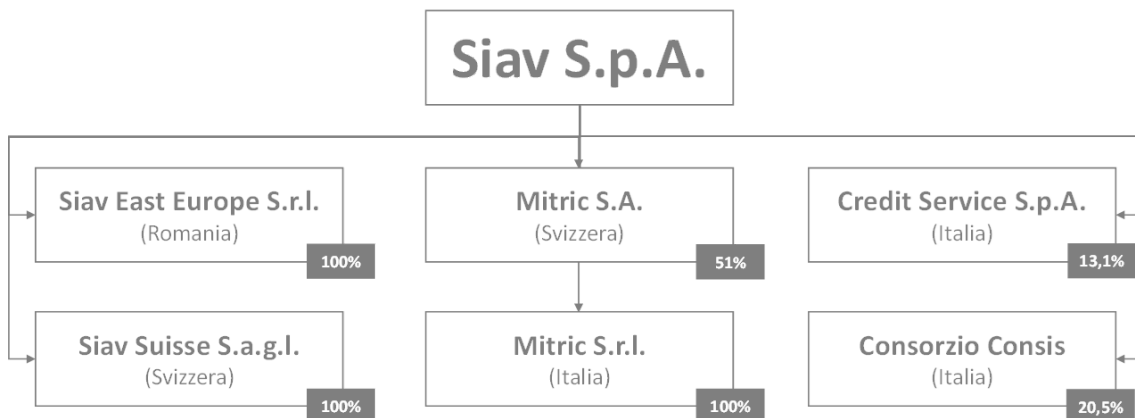 Siav S.p.A.
Siav East Europe S.r.l.
(Romania)
100%
Mitric S.A.
(Svizzera)
51%
Credit Service S.p.A.
(Italia)
13,1%
Siav Suisse S.a.g.l.
(Svizzera)
100%
Mitric S.r.l.
(Italia)
100%
Consorzio Consis
(Italia)
20,5%